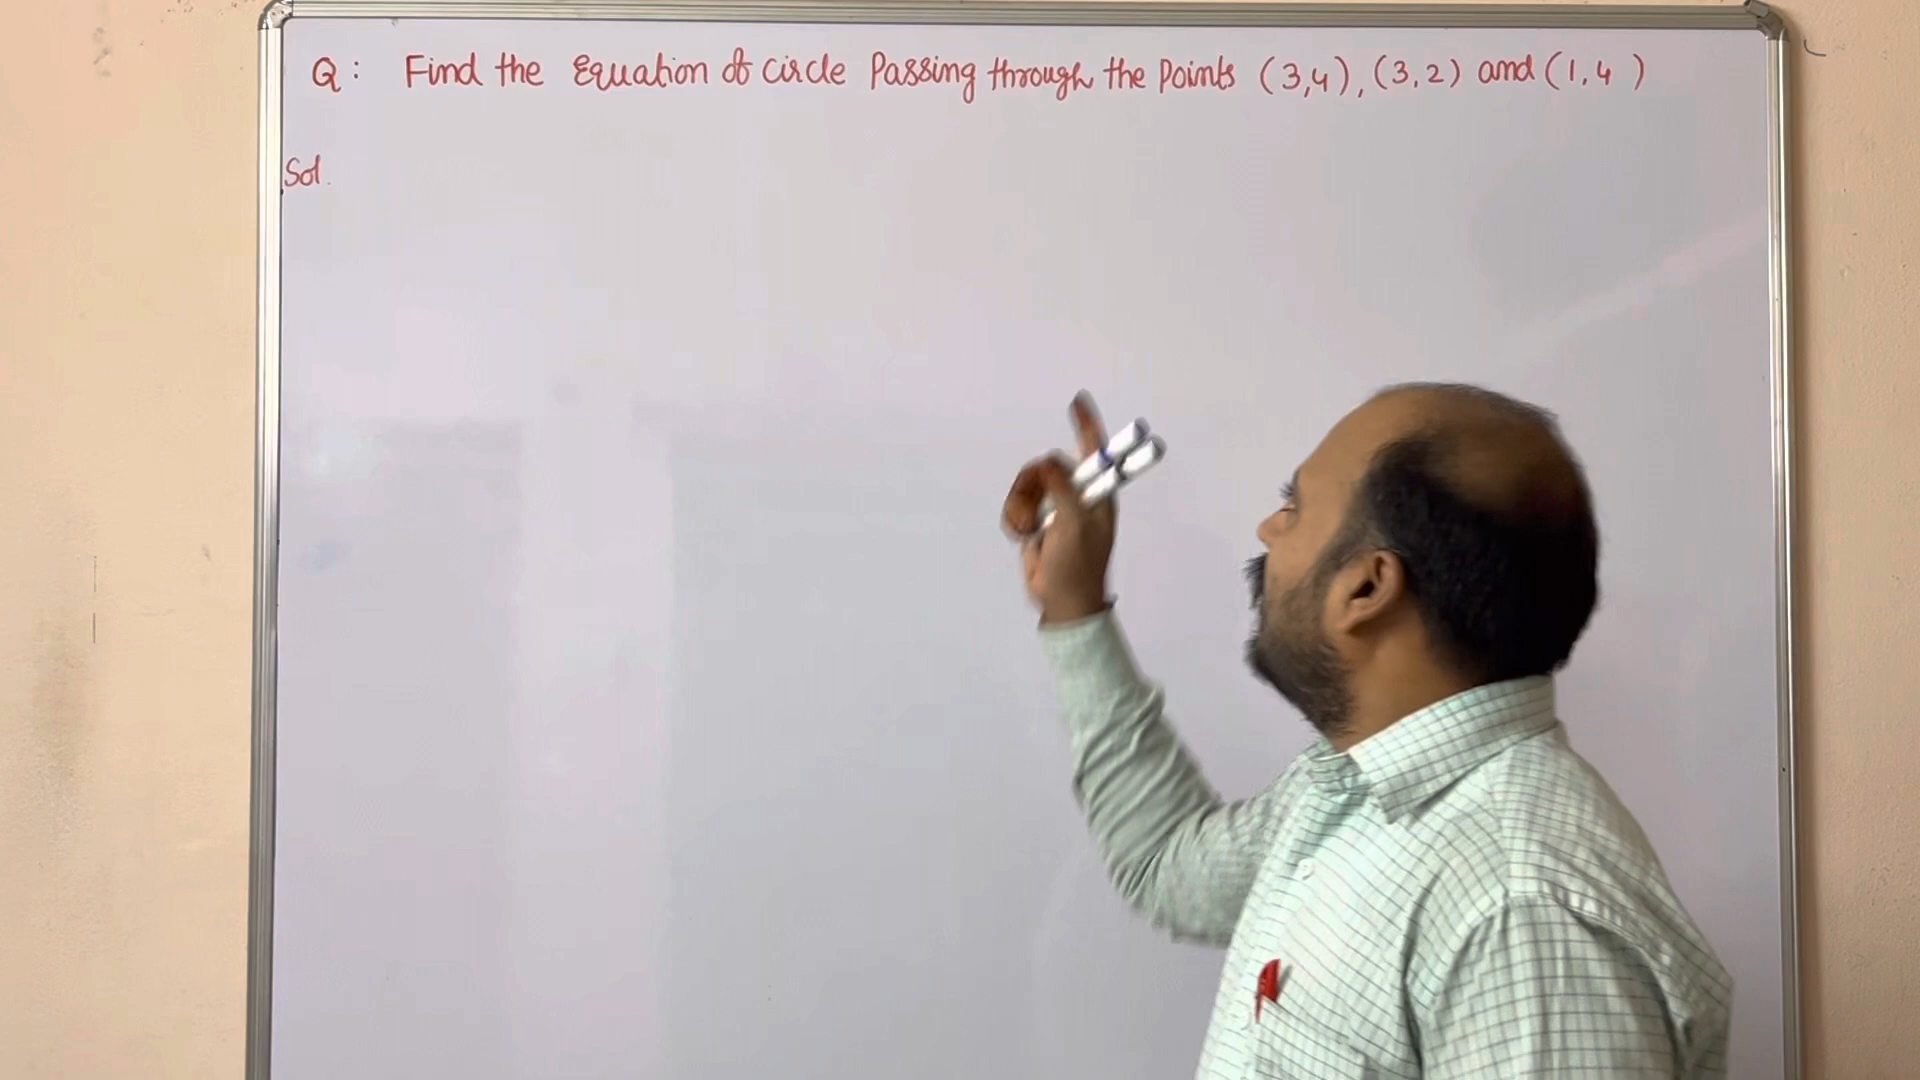 Q: Find the Equation of circle Passing through the Points (3,4), (3,2) and (1,4)
Sol.